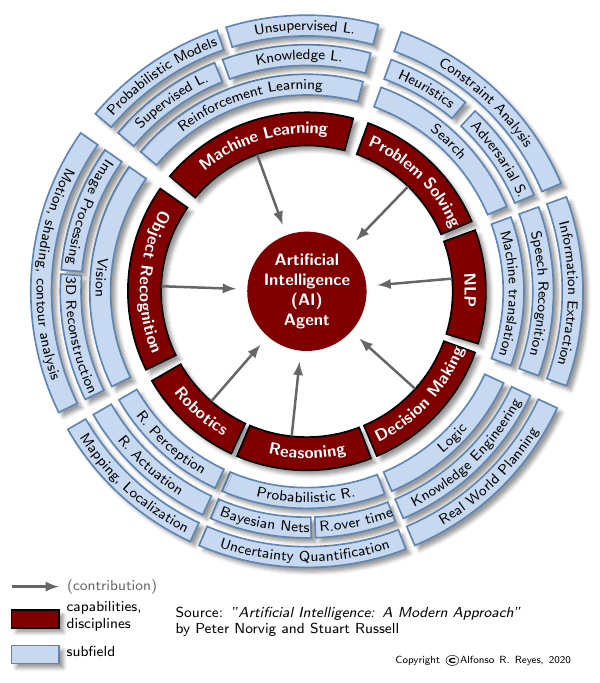 Unsupervised L.
Probabilistic Models
Knowledge L.
Supervised L.
Reinforcement Learning
Machine Learning
Constraint Analysis
Heuristics
Adversarial S.
Search
Problem Solving
Information Extraction
Speech Recognition
Machine translation
NLP
Motion, shading, contour analysis
Image Processing
3D Reconstruction
Vision
Object Recognition
Artificial
Intelligence
(AI)
Agent
Decision Making
Logic
Knowledge Engineering
Real World Planning
Robotics
R. Perception
R. Actuation
Mapping, Localization
Reasoning
Probabilistic R.
Bayesian Nets
R.over time
Uncertainty Quantification
(contribution)
capabilities,
disciplines
subfield
Source: "Artificial Intelligence: A Modern Approach"
by Peter Norvig and Stuart Russell
Copyright ©Alfonso R. Reyes, 2020